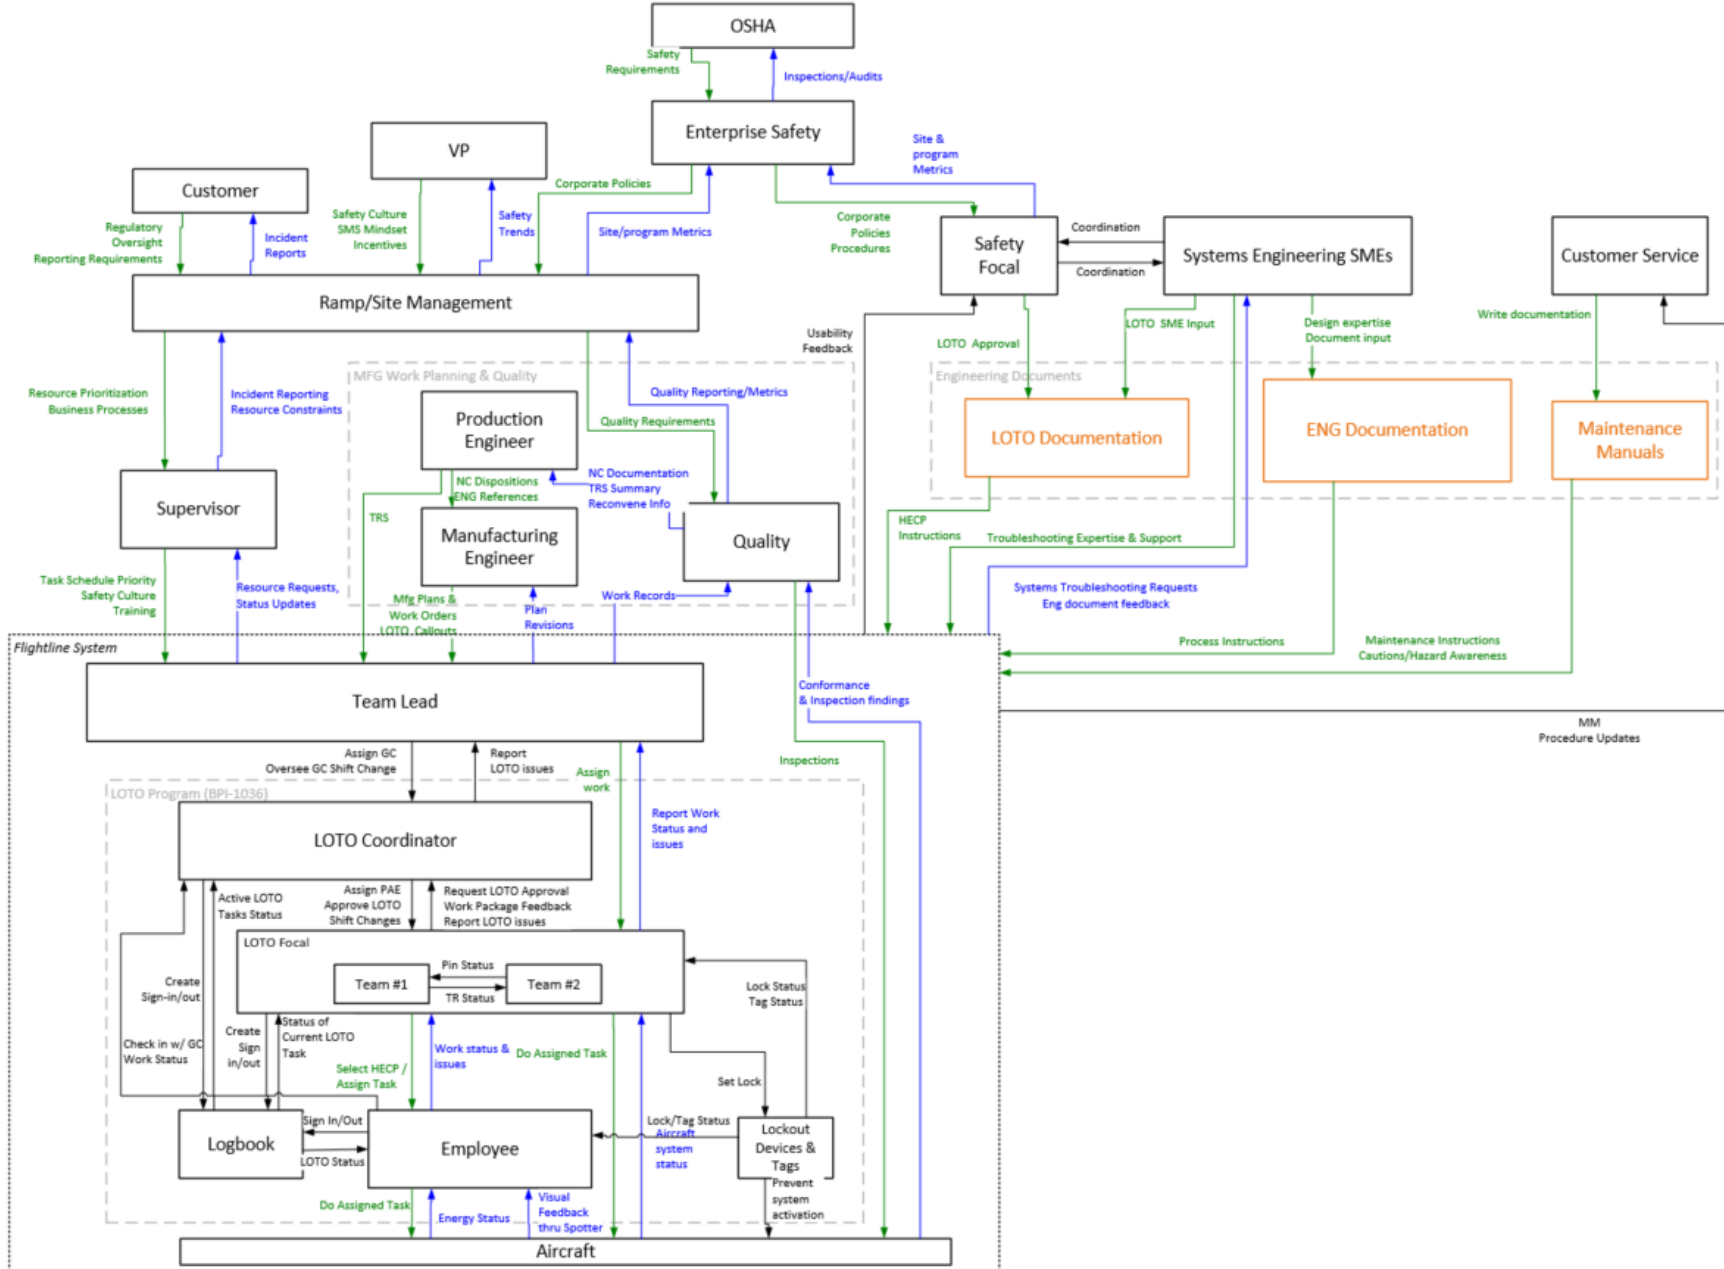 OSHA
Safety
Requirements
Inspections/Audits
Enterprise Safety
VP
Customer
Site &
program
Metrics
Corporate Policies
Safety Culture
SMS Mindset
Incentives
Safety
Trends
Site/program Metrics
Regulatory
Oversight
Reporting Requirements
Incident
Reports
Corporate
Policies
Procedures
Safety
Focal
Coordination
Coordination
Systems Engineering SMEs
Customer Service
Ramp/Site Management
Usability
Feedback
LOTO Approval
LOTO SME Input
Design expertise
Document input
Write documentation
MFG Work Planning & Quality
Engineering Documents
Resource Prioritization
Business Processes
Incident Reporting
Resource Constraints
Production
Engineer
Quality Reporting/Metrics
Quality Requirements
LOTO Documentation
ENG Documentation
Maintenance
Manuals
NC Dispositions
ENG References
NC Documentation
TRS Summary
Reconvene Info
Supervisor
TRS
Manufacturing
Engineer
Quality
HECP
Instructions
Troubleshooting Expertise & Support
Task Schedule Priority
Safety Culture
Training
Resource Requests,
Status Updates
Mfg Plans &
Work Orders
LOTO Callouts
Plan
Revisions
Work Records
Systems Troubleshooting Requests
Eng document feedback
Flightline System
Process Instructions
Maintenance Instructions
Cautions/Hazard Awareness
Team Lead
Conformance
& Inspection findings
MM
Procedure Updates
Assign GC
Oversee GC Shift Change
Report
LOTO issues
Assign
work
Inspections
LOTO Program (BPI-1036)
LOTO Coordinator
Report Work
Status and
issues
Active LOTO
Tasks Status
Assign PAE
Approve LOTO
Shift Changes
Request LOTO Approval
Work Package Feedback
Report LOTO issues
LOTO Focal
Team #1
Pin Status
TR Status
Team #2
Create
Sign-in/out
Lock Status
Tag Status
Check in w/ GC
Work Status
Create
Sign
in/out
Status of
Current LOTO
Task
Select HECP /
Assign Task
Work status &
issues
Do Assigned Task
Set Lock
Logbook
Sign In/Out
LOTO Status
Employee
Lock/Tag Status
Aircraft
system
status
Lockout
Devices &
Tags
Prevent
system
activation
Do Assigned Task
Energy Status
Visual
Feedback
thru Spotter
Aircraft